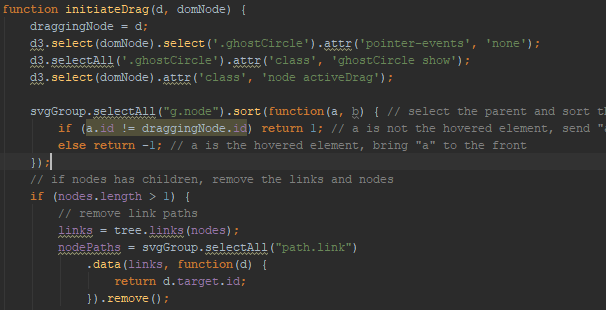 function initiateDrag(d, domNode) {
draggingNode = d;
d3.select(domNode).select('.ghostCircle').attr('pointer-events', 'none');
d3.selectAll('.ghostCircle').attr('class', 'ghostCircle show');
d3.select(domNode).attr('class', 'node activeDrag');
svgGroup.selectAll("g.node").sort(function(a, b) { // select the parent and sort th
if (a.id != draggingNode.id) return 1; // a is not the hovered element, send "a
else return -1; // a is the hovered element, bring "a" to the front
});
// if nodes has children, remove the links and nodes
if (nodes.length > 1) {
// remove link paths
links = tree.links(nodes);
nodePaths = svgGroup.selectAll("path.link")
.data(links, function(d) {
return d.target.id;
}).remove();